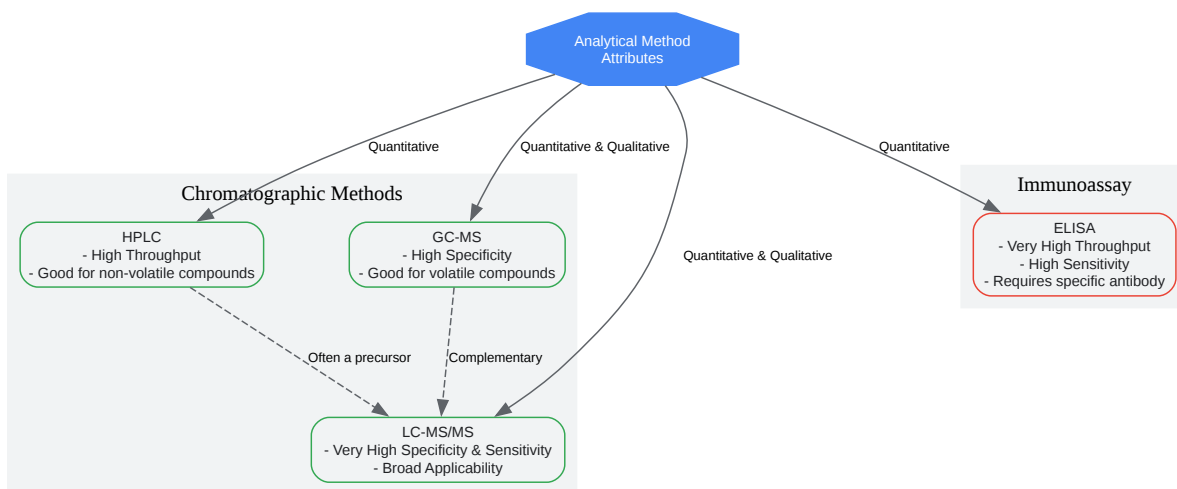 Analytical Method
Attributes
Quantitative
Quantitative & Qualitative
Quantitative
Chromatographic Methods
Immunoassay
HPLC
- High Throughput
- Good for non-volatile compounds
GC-MS
- High Specificity
- Good for volatile compounds
Quantitative & Qualitative
ELISA
- Very High Throughput
- High Sensitivity
- Requires specific antibody
Often a precursor
Complementary
LC-MS/MS
- Very High Specificity & Sensitivity
- Broad Applicability